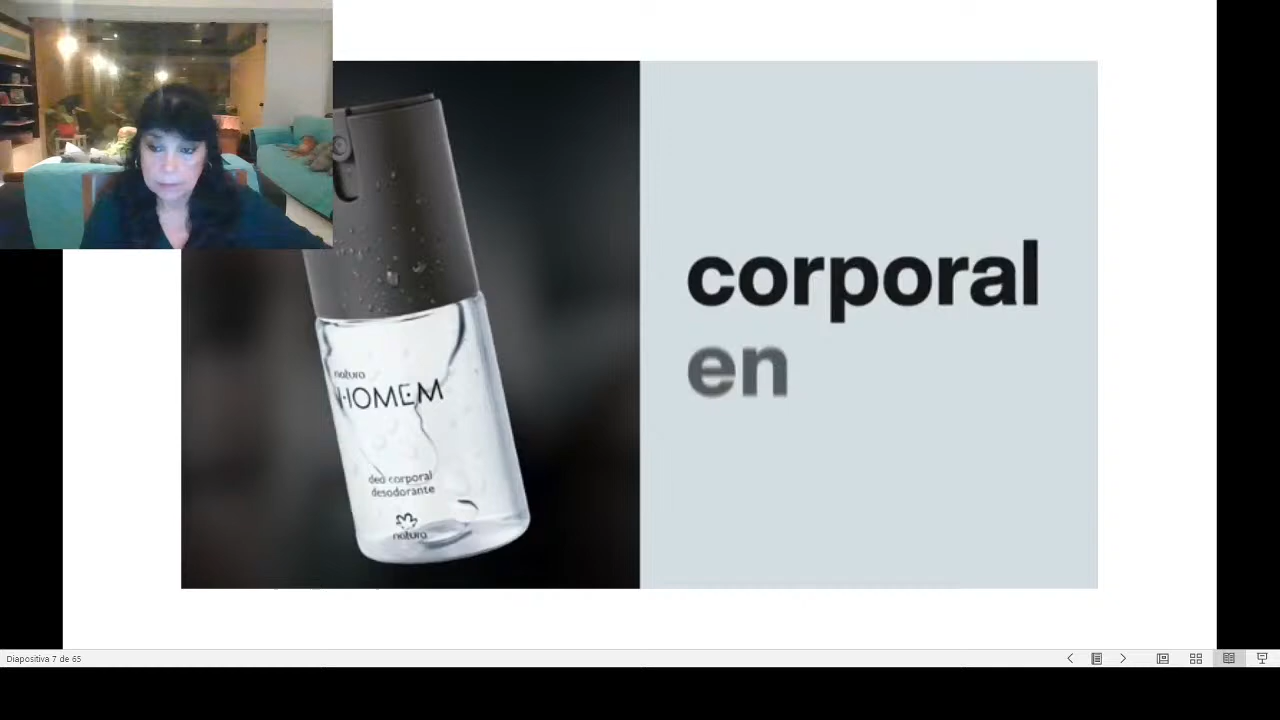 natura
HOMEM
deo corporal
desodorante
natura
corporal
en
Diapositiva 7 de 65